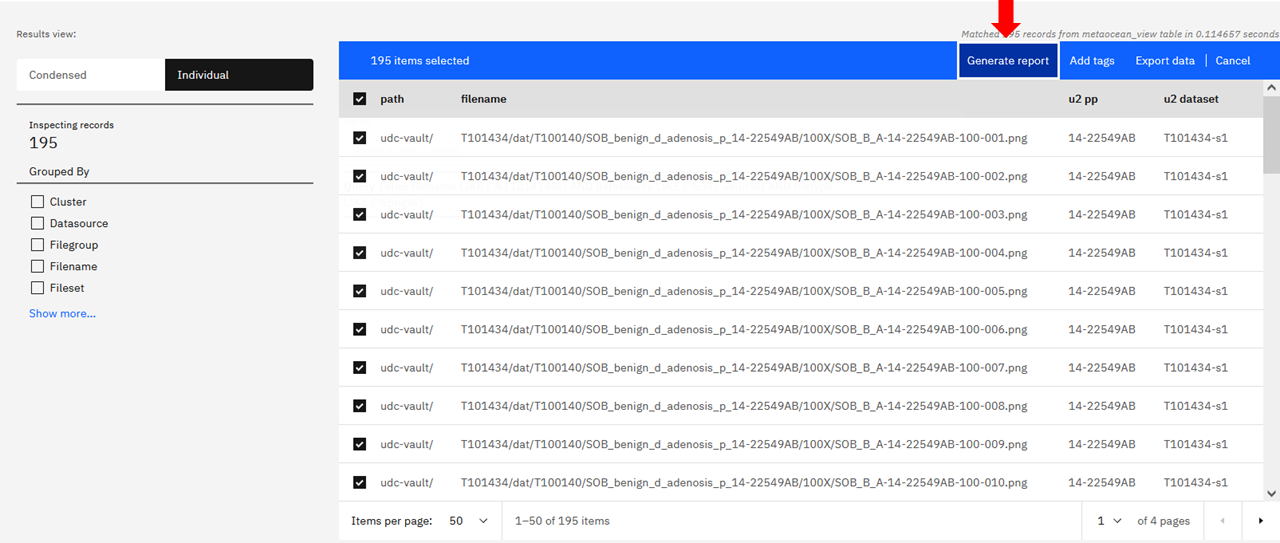 Results view:
Matched 195 records from metaocean_view table in 0.114657 seconds
Condensed
Individual
195 items selected
Generate report
Add tags
Export data
Cancel
Inspecting records
195
Grouped By
Cluster
Datasource
Filegroup
Filename
Fileset
Show more...
path filename u2 pp u2 dataset
udc-vault/ T101434/dat/T100140/SOB_benign_d_adenosis_p_14-22549AB/100X/SOB_B_A-14-22549AB-100-001.png 14-22549AB T101434-s1
udc-vault/ T101434/dat/T100140/SOB_benign_d_adenosis_p_14-22549AB/100X/SOB_B_A-14-22549AB-100-002.png 14-22549AB T101434-s1
udc-vault/ T101434/dat/T100140/SOB_benign_d_adenosis_p_14-22549AB/100X/SOB_B_A-14-22549AB-100-003.png 14-22549AB T101434-s1
udc-vault/ T101434/dat/T100140/SOB_benign_d_adenosis_p_14-22549AB/100X/SOB_B_A-14-22549AB-100-004.png 14-22549AB T101434-s1
udc-vault/ T101434/dat/T100140/SOB_benign_d_adenosis_p_14-22549AB/100X/SOB_B_A-14-22549AB-100-005.png 14-22549AB T101434-s1
udc-vault/ T101434/dat/T100140/SOB_benign_d_adenosis_p_14-22549AB/100X/SOB_B_A-14-22549AB-100-006.png 14-22549AB T101434-s1
udc-vault/ T101434/dat/T100140/SOB_benign_d_adenosis_p_14-22549AB/100X/SOB_B_A-14-22549AB-100-007.png 14-22549AB T101434-s1
udc-vault/ T101434/dat/T100140/SOB_benign_d_adenosis_p_14-22549AB/100X/SOB_B_A-14-22549AB-100-008.png 14-22549AB T101434-s1
udc-vault/ T101434/dat/T100140/SOB_benign_d_adenosis_p_14-22549AB/100X/SOB_B_A-14-22549AB-100-009.png 14-22549AB T101434-s1
udc-vault/ T101434/dat/T100140/SOB_benign_d_adenosis_p_14-22549AB/100X/SOB_B_A-14-22549AB-100-010.png 14-22549AB T101434-s1
Items per page: 50 1–50 of 195 items 1 of 4 pages